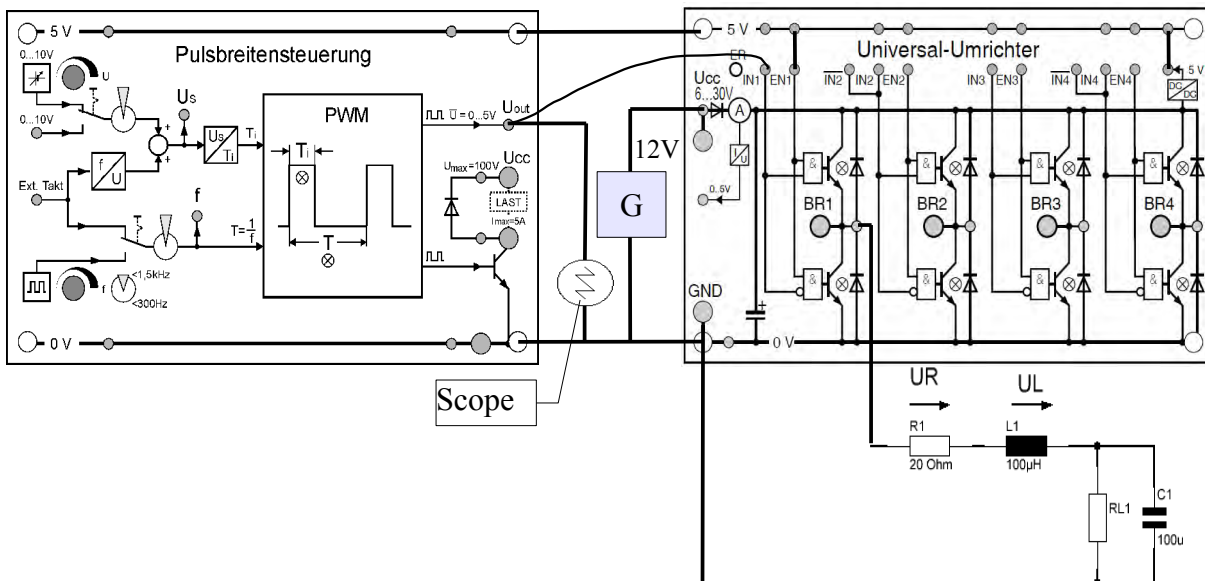 5 V
Pulsbreitensteuerung
0...10V
U
0...10V
Us
+
+
Us
Ti
Ti
f
U
Ext. Takt
f
T=1/f
f
<1,5kHz
<300Hz
0 V
PWM
Ti
T
U̅ = 0...5V
Uout
Umax=100V
Ucc
LAST
Imax=5A
Scope
12V
G
5 V
Universal-Umrichter
ER
Ucc
6...30V
A
I
U
0..5V
IN1
EN1
I̅N̅2̅
IN2
EN2
IN3
EN3
I̅N̅4̅
IN4
EN4
5 V
DC
DC
&
&
&
&
BR1
BR2
BR3
BR4
&
&
&
&
GND
+
0 V
UR
UL
R1
20 Ohm
L1
100µH
RL1
C1
100u